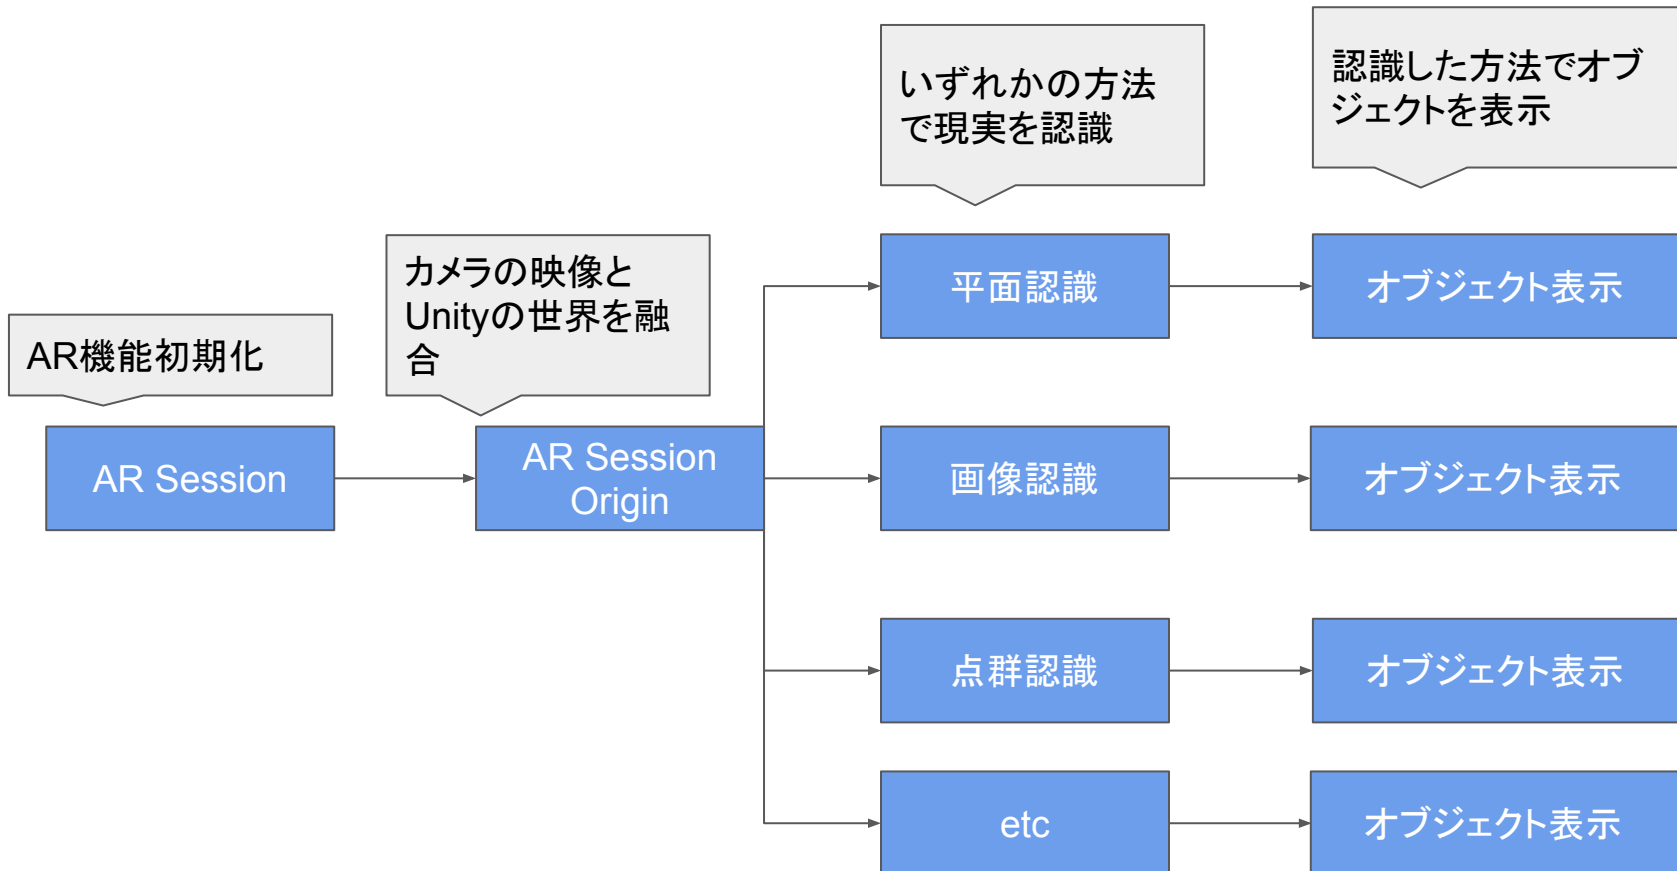 いずれかの方法
で現実を認識
認識した方法でオブ
ジェクトを表示
カメラの映像と
Unityの世界を融
合
AR機能初期化
平面認識
オブジェクト表示
AR Session
AR Session
Origin
画像認識
オブジェクト表示
点群認識
オブジェクト表示
etc
オブジェクト表示